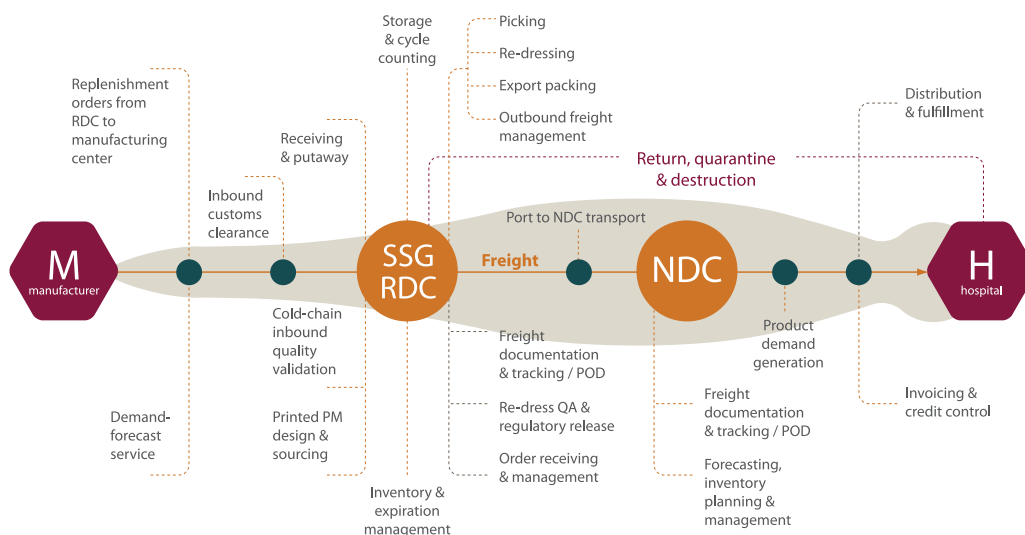 Storage
& cycle
counting
Picking
Re-dressing
Export packing
Outbound freight
management
Replenishment
orders from
RDC to
manufacturing
center
Receiving
& putaway
Distribution
& fulfillment
Return, quarantine
& destruction
Inbound
customs
clearance
Port to NDC transport
M
manufacturer
SSG
RDC
Freight
NDC
H
hospital
Cold-chain
inbound
quality
validation
Freight
documentation
& tracking / POD
Product
demand
generation
Demand-
forecast
service
Printed PM
design &
sourcing
Re-dress QA &
regulatory release
Order receiving
& management
Freight
documentation
& tracking / POD
Invoicing &
credit control
Inventory &
expiration
management
Forecasting,
inventory
planning &
management